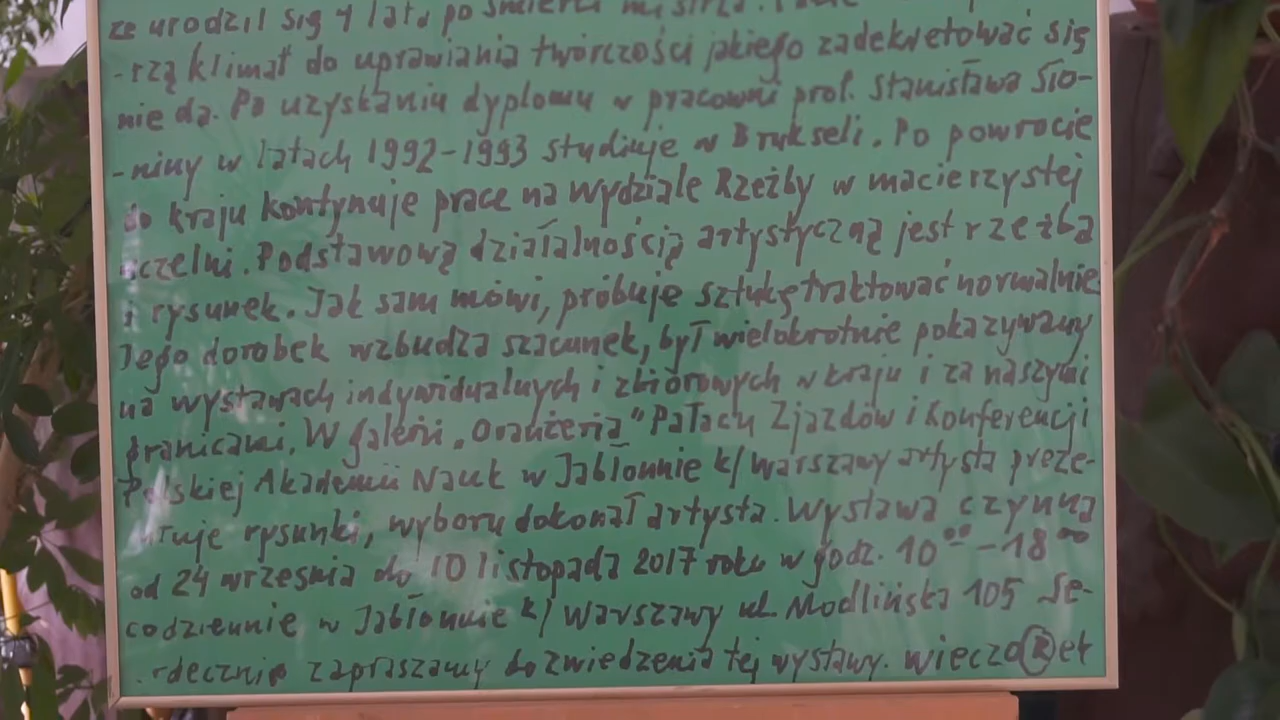 że urodził się 4 lata po śmierci mistrza.
-rzą klimat do uprawiania twórczości jakiego zadekretować się
nie da. Po uzyskaniu dyplomu w pracowni prof. Stanisława Sło-
-niny w latach 1992-1993 studiuje w Brukseli. Po powrocie
do kraju kontynuje prace na wydziale Rzeźby w macierzystej
uczelni. Podstawową działalnością artystyczną jest rzeźba
i rysunek. Jak sam mówi, próbuje sztukę traktować normalnie
Jego dorobek wzbudza szacunek, był wielokrotnie pokazywany
na wystawach indywidualnych i zbiorowych w kraju i za naszymi
granicami. W galerii „Oranżeria" Pałacu Zjazdów i Konferencji
Polskiej Akademii Nauk w Jabłonnie k/ Warszawy artysta preze-
ntuje rysunki, wyboru dokonał artysta. Wystawa czynna
od 24 września do 10 listopada 2017 roku w godz. 10⁰⁰-18⁰⁰
codziennie w Jabłonnie k/ Warszawy ul. Modlińska 105 Se-
-rdecznie zapraszamy do zwiedzenia tej wystawy. wieczoRek